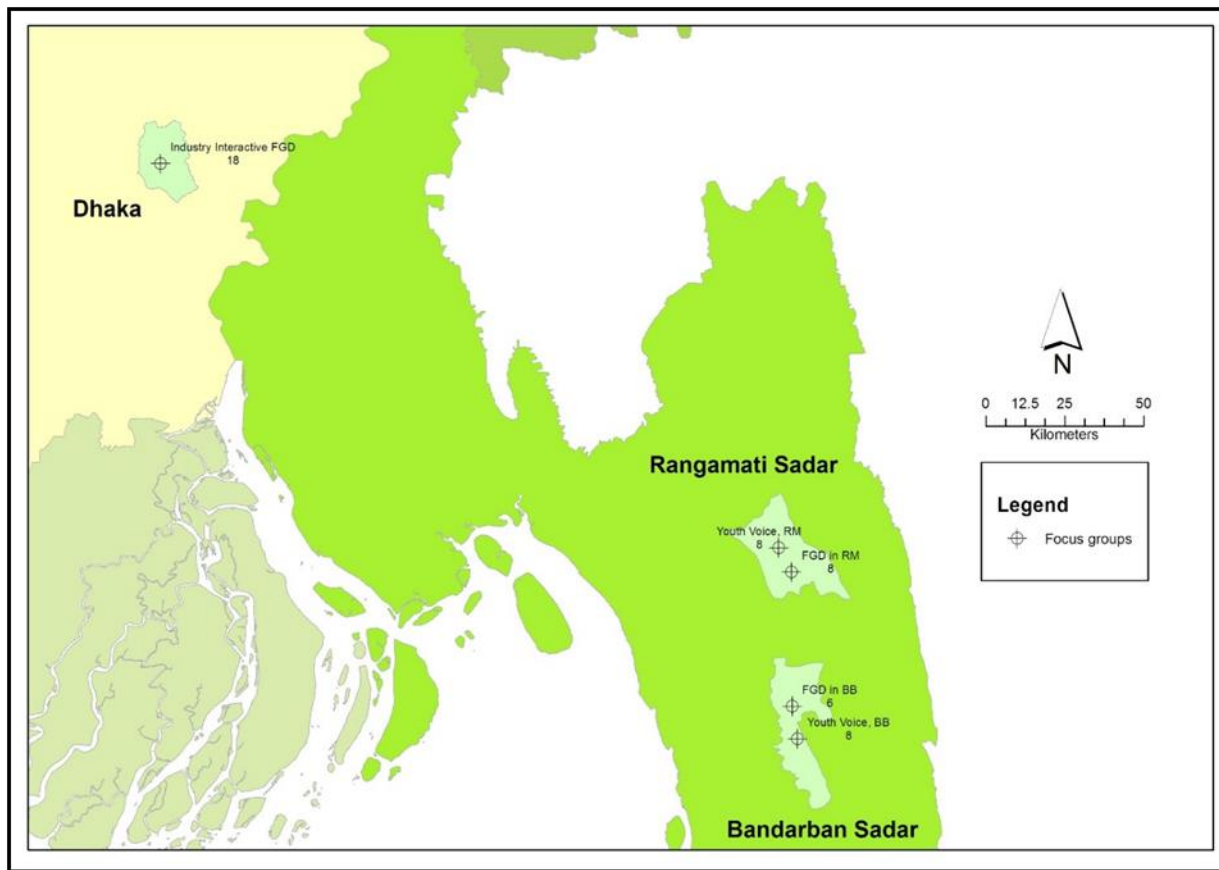 Industry Interactive FGD
18
Dhaka
N
0 12.5 25 50
Kilometers
Rangamati Sadar
Legend
Focus groups
Youth Voice, RM
8
FGD in RM
8
FGD in BB
6
Youth Voice, BB
8
Bandarban Sadar